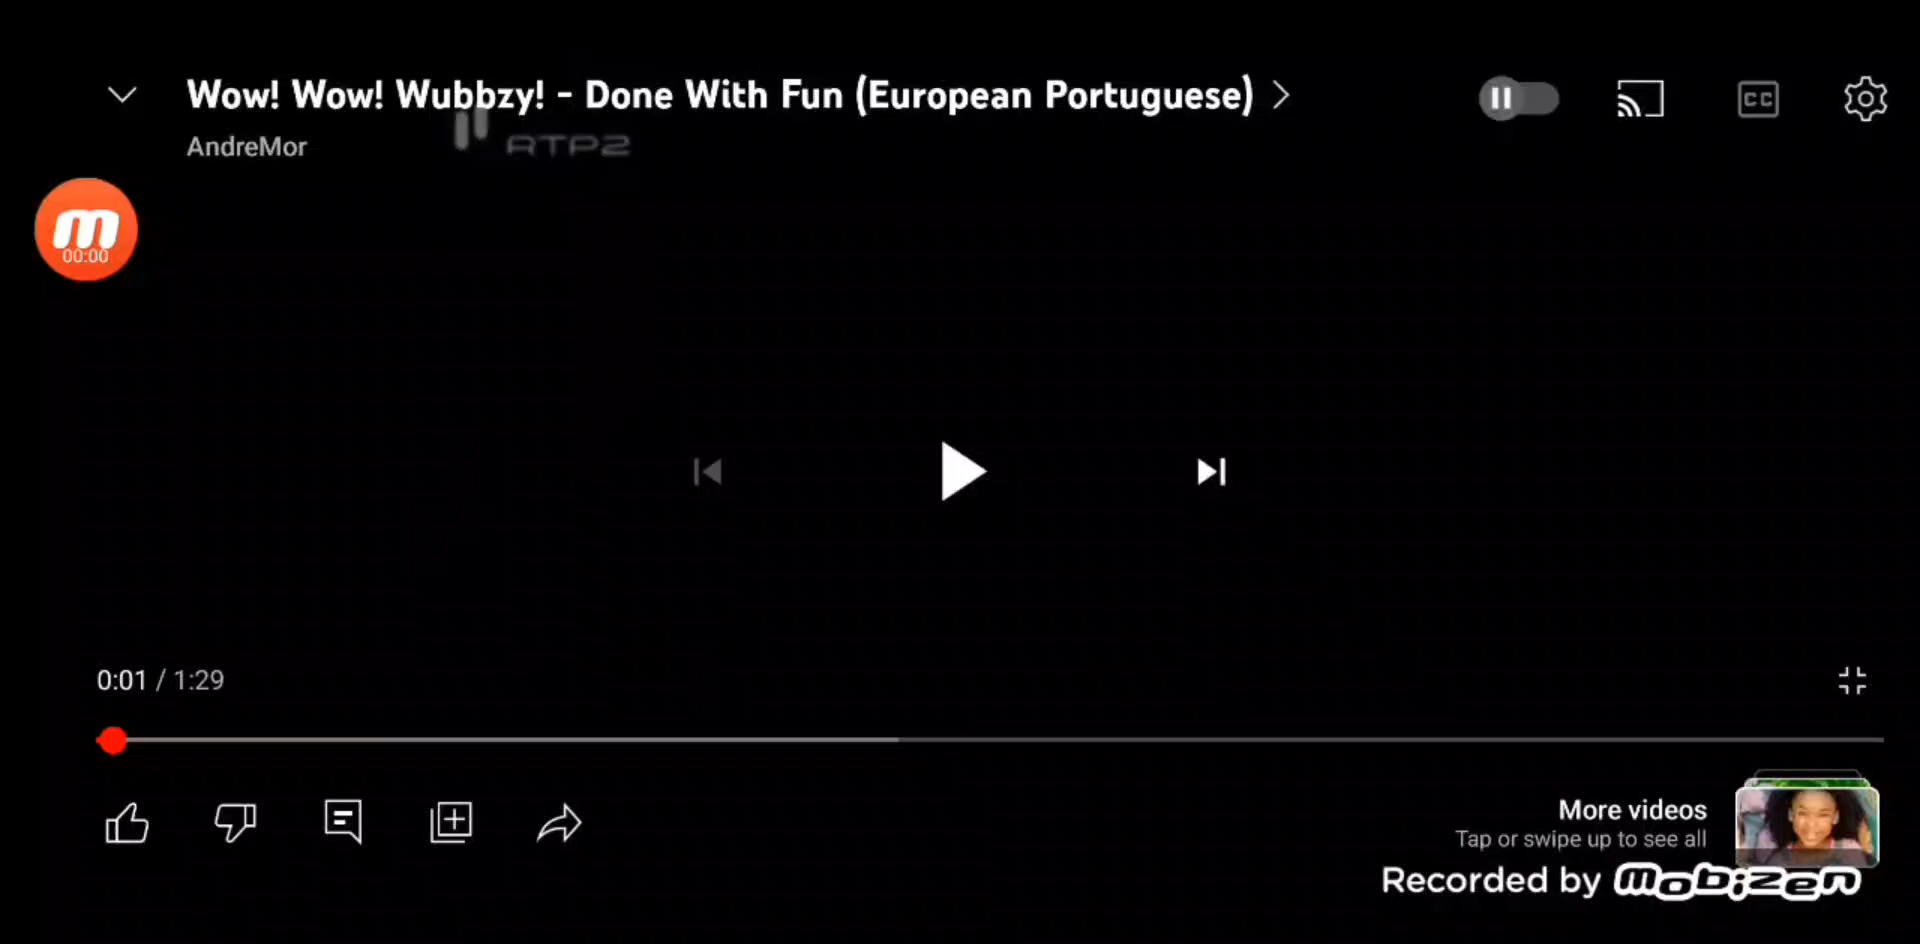 Wow! Wow! Wubbzy! - Done With Fun (European Portuguese)
AndreMor
RTP2
CC
m
00:00
0:01 / 1:29
More videos
Tap or swipe up to see all
Recorded by mobizen